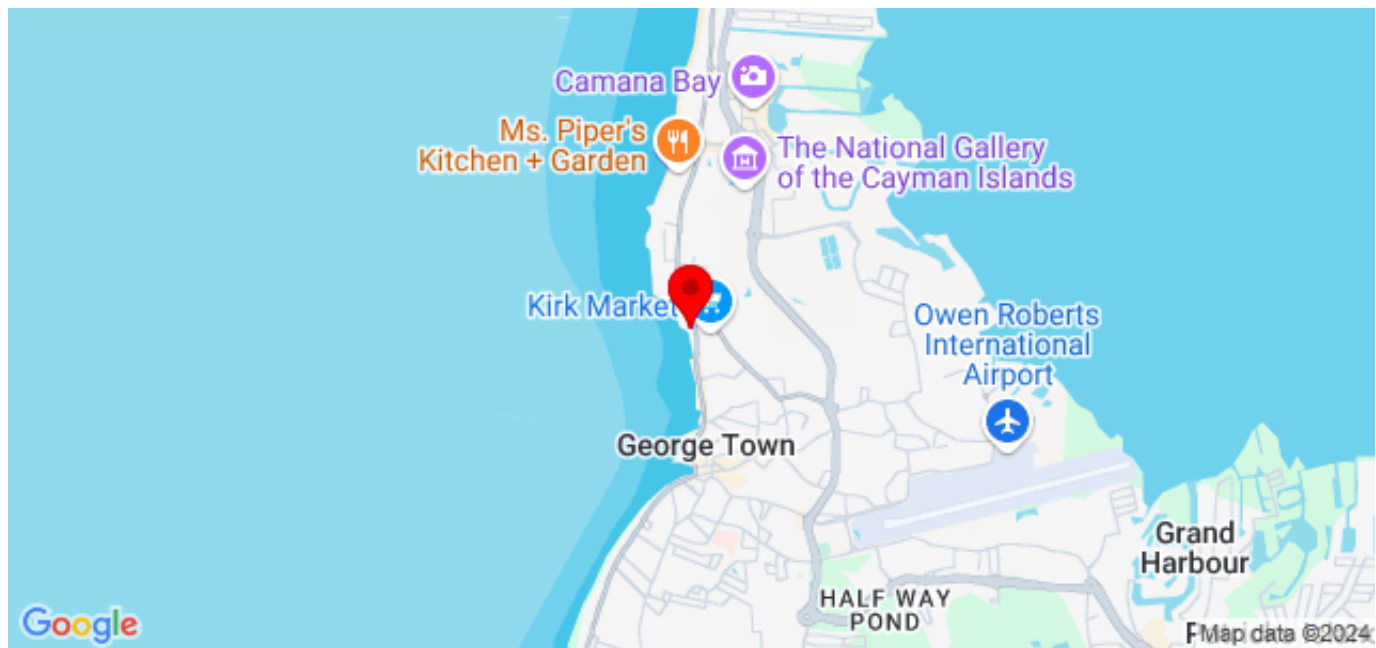 Camana Bay
Ms. Piper's
Kitchen + Garden
The National Gallery
of the Cayman Islands
Kirk Market
Owen Roberts
International
Airport
George Town
Grand
Harbour
HALF WAY
POND
Google
Map data ©2024